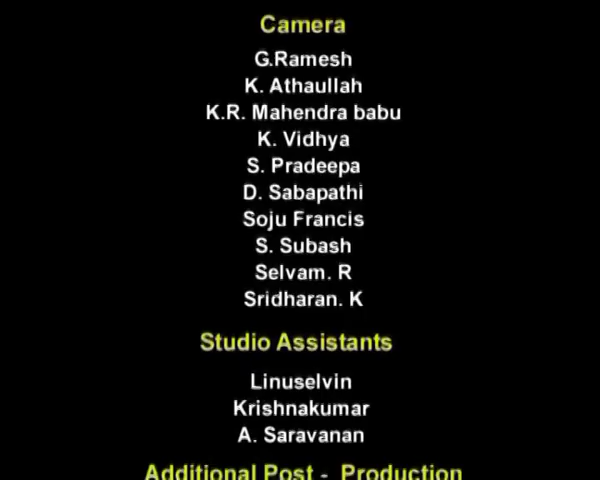 Camera
G.Ramesh
K. Athaullah
K.R. Mahendra babu
K. Vidhya
S. Pradeepa
D. Sabapathi
Soju Francis
S. Subash
Selvam. R
Sridharan. K
Studio Assistants
Linuselvin
Krishnakumar
A. Saravanan
Additional Post - Production